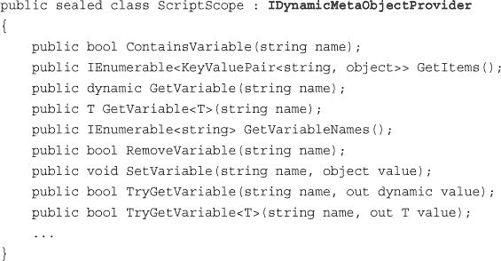 public sealed class ScriptScope : IDynamicMetaObjectProvider
{
    public bool ContainsVariable(string name);
    public IEnumerable<KeyValuePair<string, object>> GetItems();
    public dynamic GetVariable(string name);
    public T GetVariable<T>(string name);
    public IEnumerable<string> GetVariableNames();
    public bool RemoveVariable(string name);
    public void SetVariable(string name, object value);
    public bool TryGetVariable(string name, out dynamic value);
    public bool TryGetVariable<T>(string name, out T value);
    ...
}